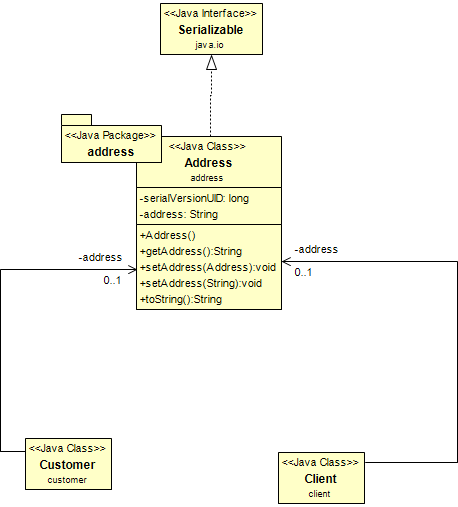 <<Java Interface>>
Serializable
java.io
<<Java Package>>
address
<<Java Class>>
Address
address
-serialVersionUID: long
-address: String
+Address()
+getAddress():String
+setAddress(Address):void
+setAddress(String):void
+toString():String
-address
0..1
-address
0..1
<<Java Class>>
Customer
customer
<<Java Class>>
Client
client